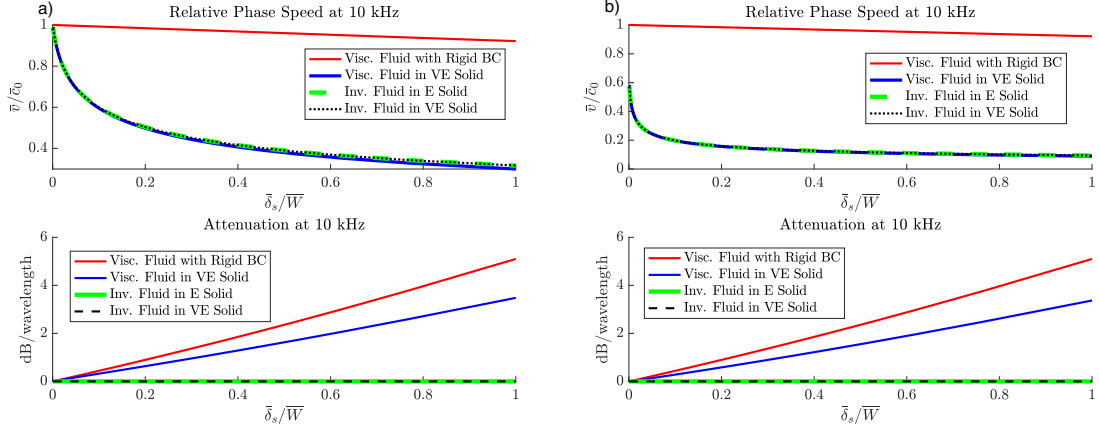 a)
Relative Phase Speed at 10 kHz
1
0.8
0.6
0.4
v̄/c̄₀
Visc. Fluid with Rigid BC
Visc. Fluid in VE Solid
Inv. Fluid in E Solid
Inv. Fluid in VE Solid
0 0.2 0.4 0.6 0.8 1
δ̄ₛ/W̅
Attenuation at 10 kHz
6
4
2
0
dB/wavelength
Visc. Fluid with Rigid BC
Visc. Fluid in VE Solid
Inv. Fluid in E Solid
Inv. Fluid in VE Solid
0 0.2 0.4 0.6 0.8 1
δ̄ₛ/W̅
b)
Relative Phase Speed at 10 kHz
1
0.8
0.6
0.4
0.2
0
v̄/c̄₀
Visc. Fluid with Rigid BC
Visc. Fluid in VE Solid
Inv. Fluid in E Solid
Inv. Fluid in VE Solid
0 0.2 0.4 0.6 0.8 1
δ̄ₛ/W̅
Attenuation at 10 kHz
6
4
2
0
dB/wavelength
Visc. Fluid with Rigid BC
Visc. Fluid in VE Solid
Inv. Fluid in E Solid
Inv. Fluid in VE Solid
0 0.2 0.4 0.6 0.8 1
δ̄ₛ/W̅